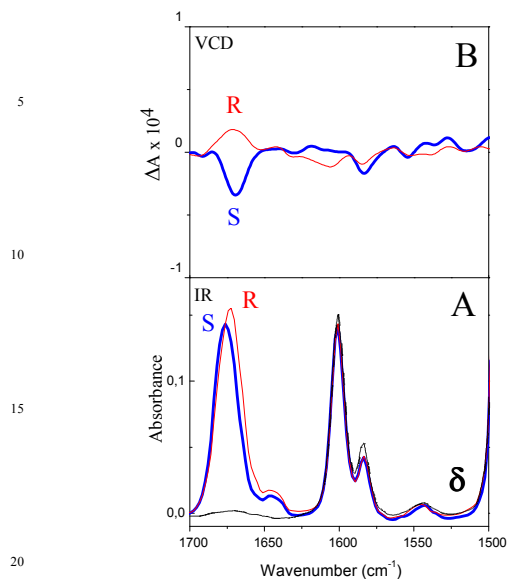 1
VCD
B
5
R
ΔA x 10⁴
0
S
10
-1
IR
A
S
R
0,1
15
Absorbance
δ
0,0
1700
1650
1600
1550
1500
20
Wavenumber (cm⁻¹)